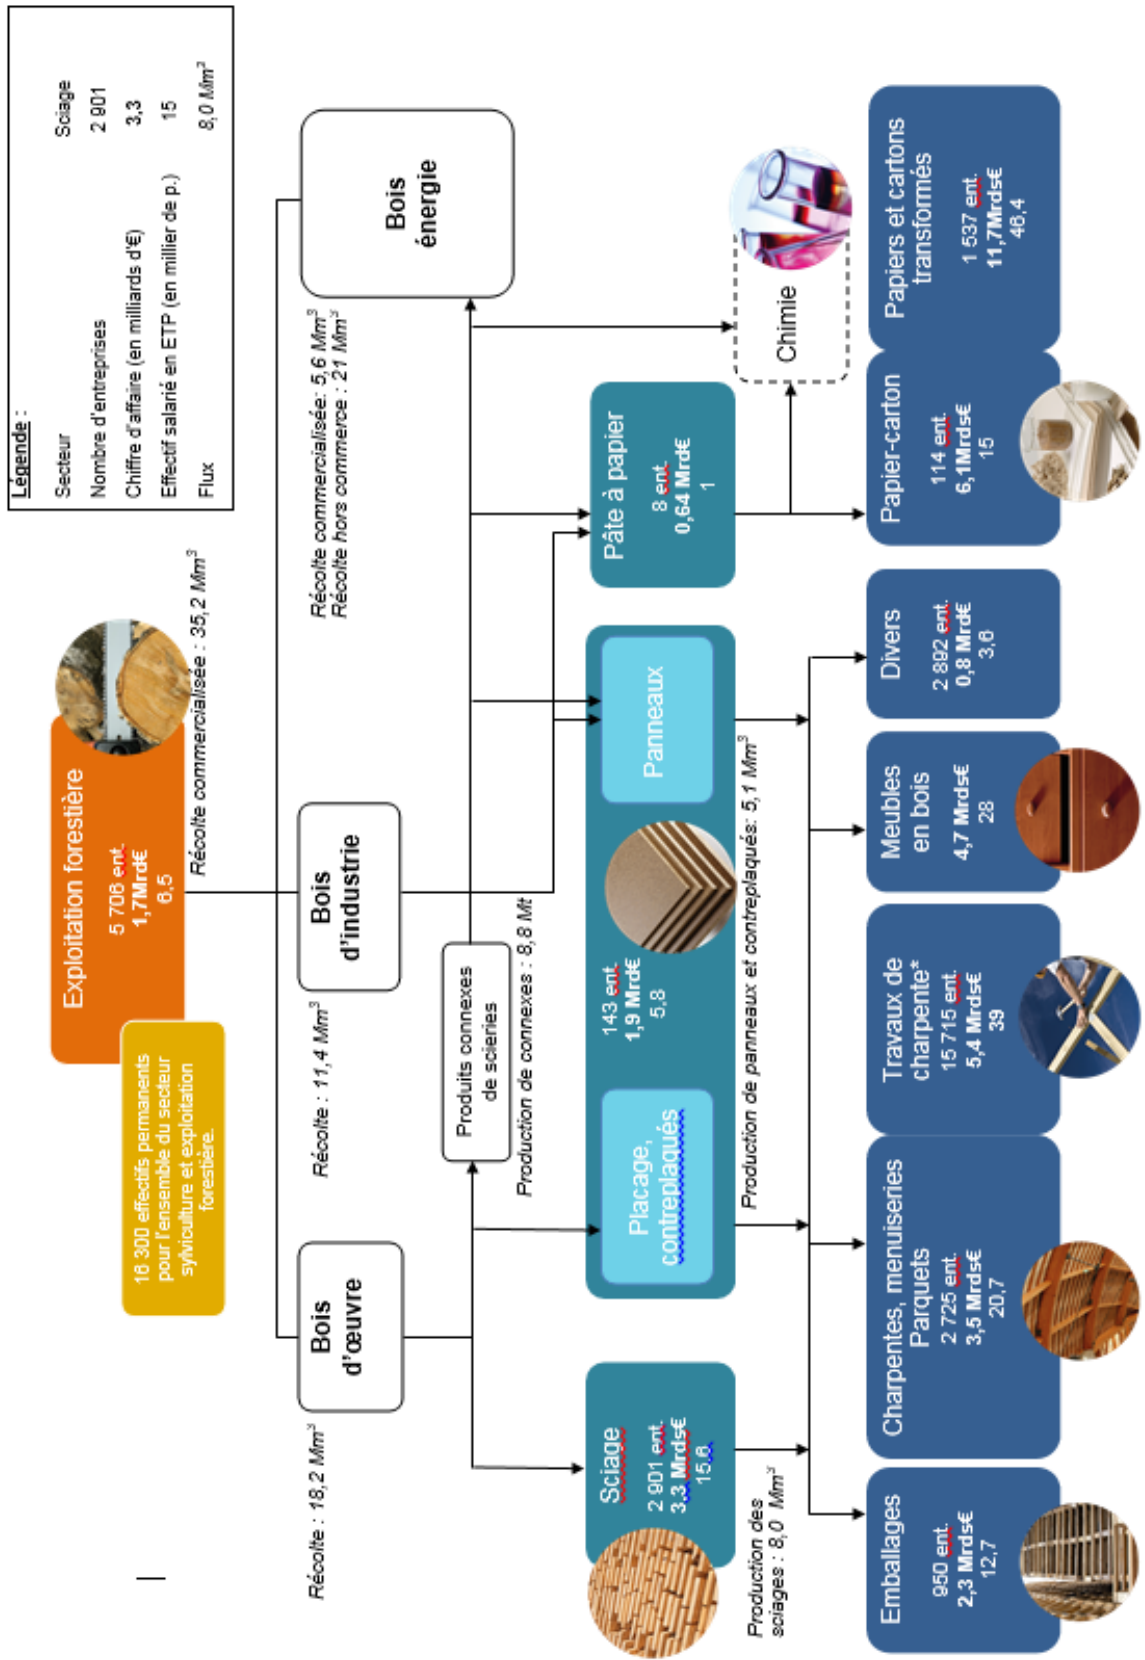 Légende :
Secteur Sciage
Nombre d'entreprises 2 901
Chiffre d'affaire (en milliards d'€) 3,3
Effectif salarié en ETP (en millier de p.) 15
Flux 8,0 Mm³
Exploitation forestière
5 706 ent.
1,7Mrd€
6,5
16 300 effectifs permanents
pour l'ensemble du secteur
sylviculture et exploitation
forestière.
Récolte commercialisée : 35,2 Mm³
Bois
d'œuvre
Récolte : 18,2 Mm³
Bois
d'industrie
Récolte : 11,4 Mm³
Bois
énergie
Récolte commercialisée: 5,6 Mm³
Récolte hors commerce : 21 Mm³
Produits connexes
de scieries
Production de connexes : 8,8 Mt
Sciage
2 901 ent.
3,3 Mrds€
15,6
Production des
sciages : 8,0 Mm³
Placage,
contreplaqués
143 ent.
1,9 Mrd€
5,8
Panneaux
Production de panneaux et contreplaqués: 5,1 Mm³
Pâte à papier
8 ent.
0,64 Mrd€
1
Chimie
Emballages
950 ent.
2,3 Mrds€
12,7
Charpentes, menuiseries
Parquets
2 725 ent.
3,5 Mrds€
20,7
Travaux de
charpente*
15 715 ent.
5,4 Mrds€
39
Meubles
en bois
4,7 Mrds€
28
Divers
2 892 ent.
0,8 Mrd€
3,6
Papier-carton
114 ent.
6,1Mrds€
15
Papiers et cartons
transformés
1 537 ent.
11,7Mrds€
46,4